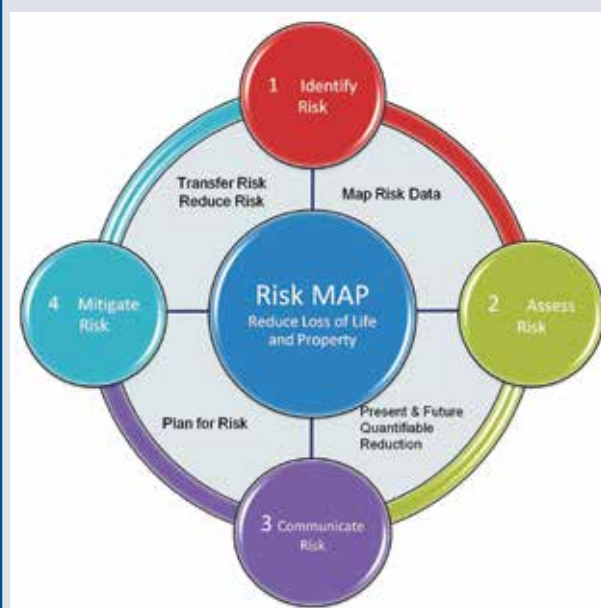 1 Identify
Risk
Transfer Risk
Reduce Risk
Map Risk Data
4 Mitigate
Risk
Risk MAP
Reduce Loss of Life
and Property
2 Assess
Risk
Plan for Risk
Present & Future
Quantifiable
Reduction
3 Communicate
Risk